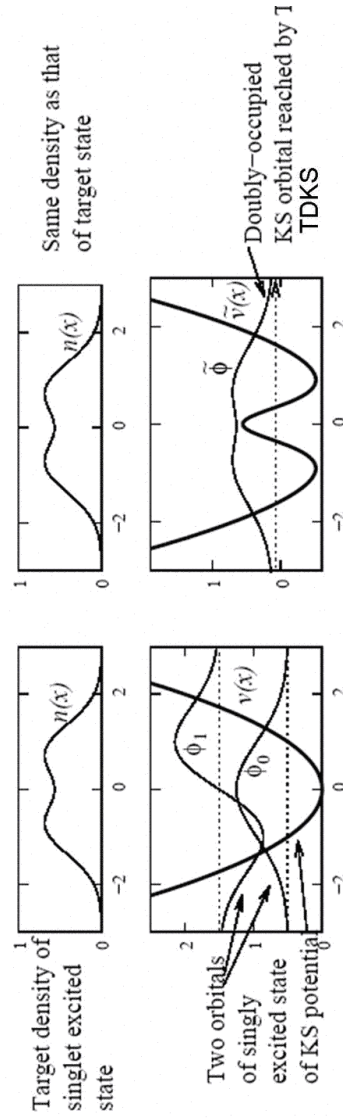 Target density of
singlet excited
state
1
0
n(x)
-2
0
2
1
0
n(x)
-2
0
2
Same density as that
of target state
Two orbitals
of singly
excited state
of KS potential
2
1
0
ϕ1
ϕ0
v(x)
-2
0
2
1
0
ϕ̃
ṽ(x)
-2
0
2
Doubly−occupied
KS orbital reached by T
TDKS